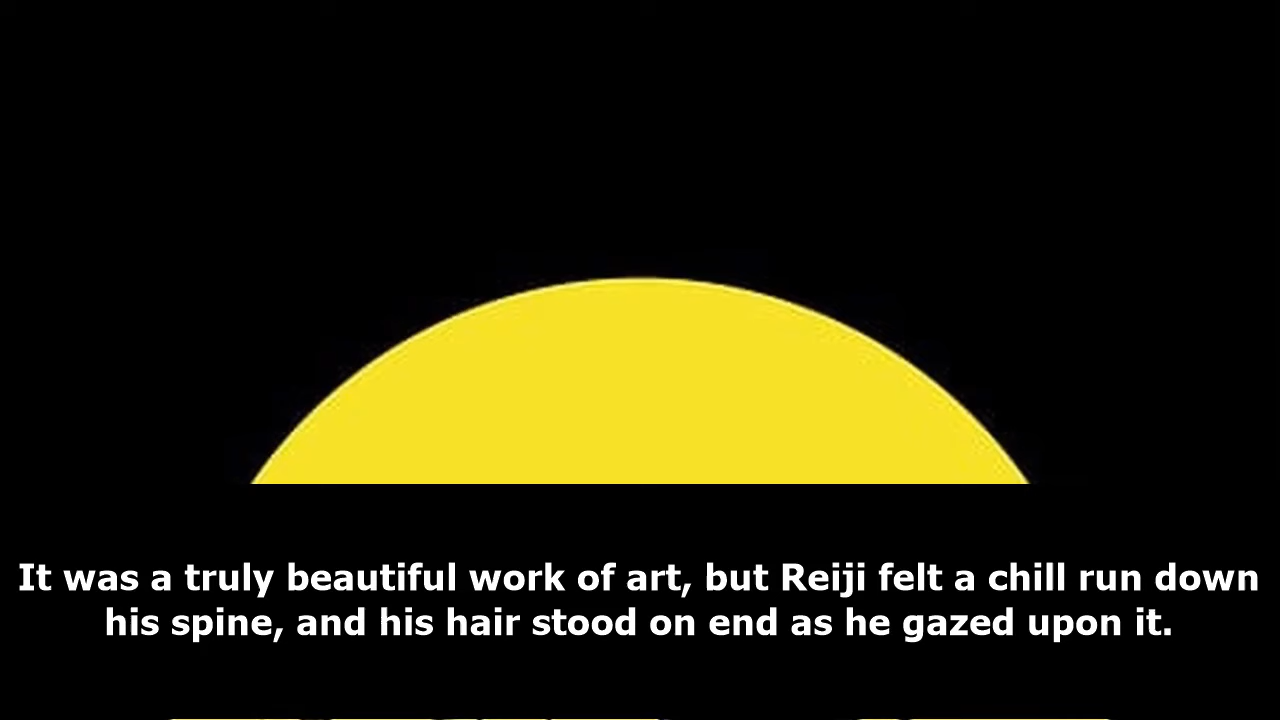 It was a truly beautiful work of art, but Reiji felt a chill run down
his spine, and his hair stood on end as he gazed upon it.